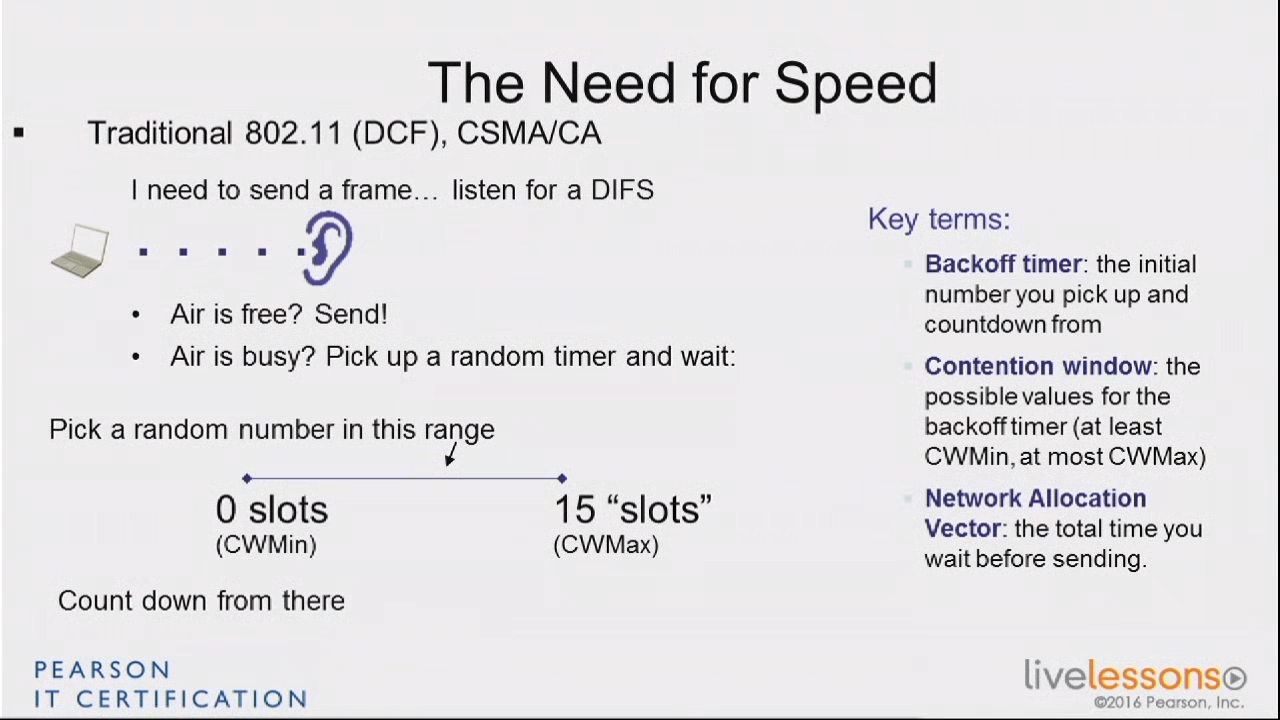 The Need for Speed
▪ Traditional 802.11 (DCF), CSMA/CA
I need to send a frame… listen for a DIFS
• Air is free? Send!
• Air is busy? Pick up a random timer and wait:
Pick a random number in this range
0 slots
(CWMin)
15 “slots”
(CWMax)
Count down from there
Key terms:
Backoff timer: the initial
number you pick up and
countdown from
Contention window: the
possible values for the
backoff timer (at least
CWMin, at most CWMax)
Network Allocation
Vector: the total time you
wait before sending.
PEARSON
IT CERTIFICATION
livelessons
©2016 Pearson, Inc.